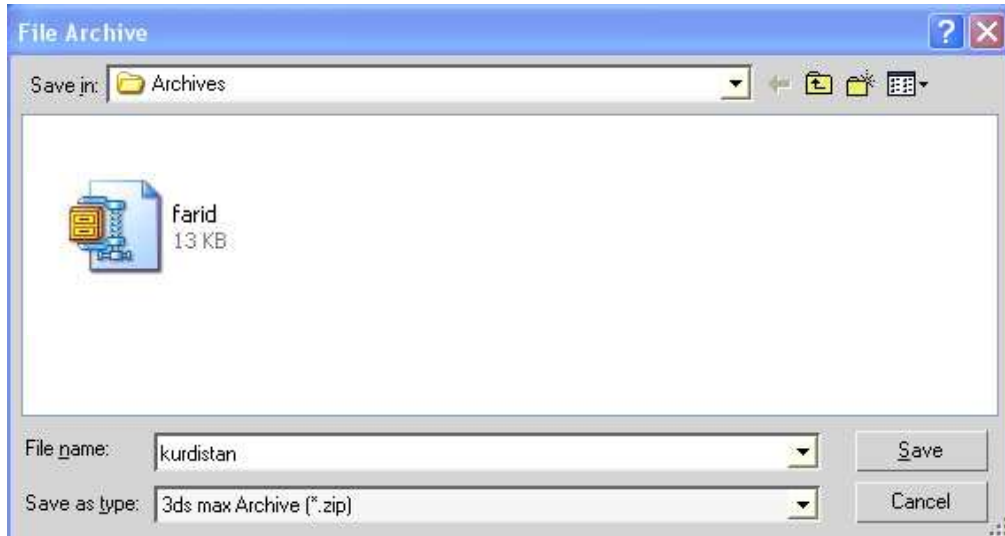 File Archive
Save in: Archives
farid
13 KB
File name: kurdistan Save
Save as type: 3ds max Archive (*.zip) Cancel